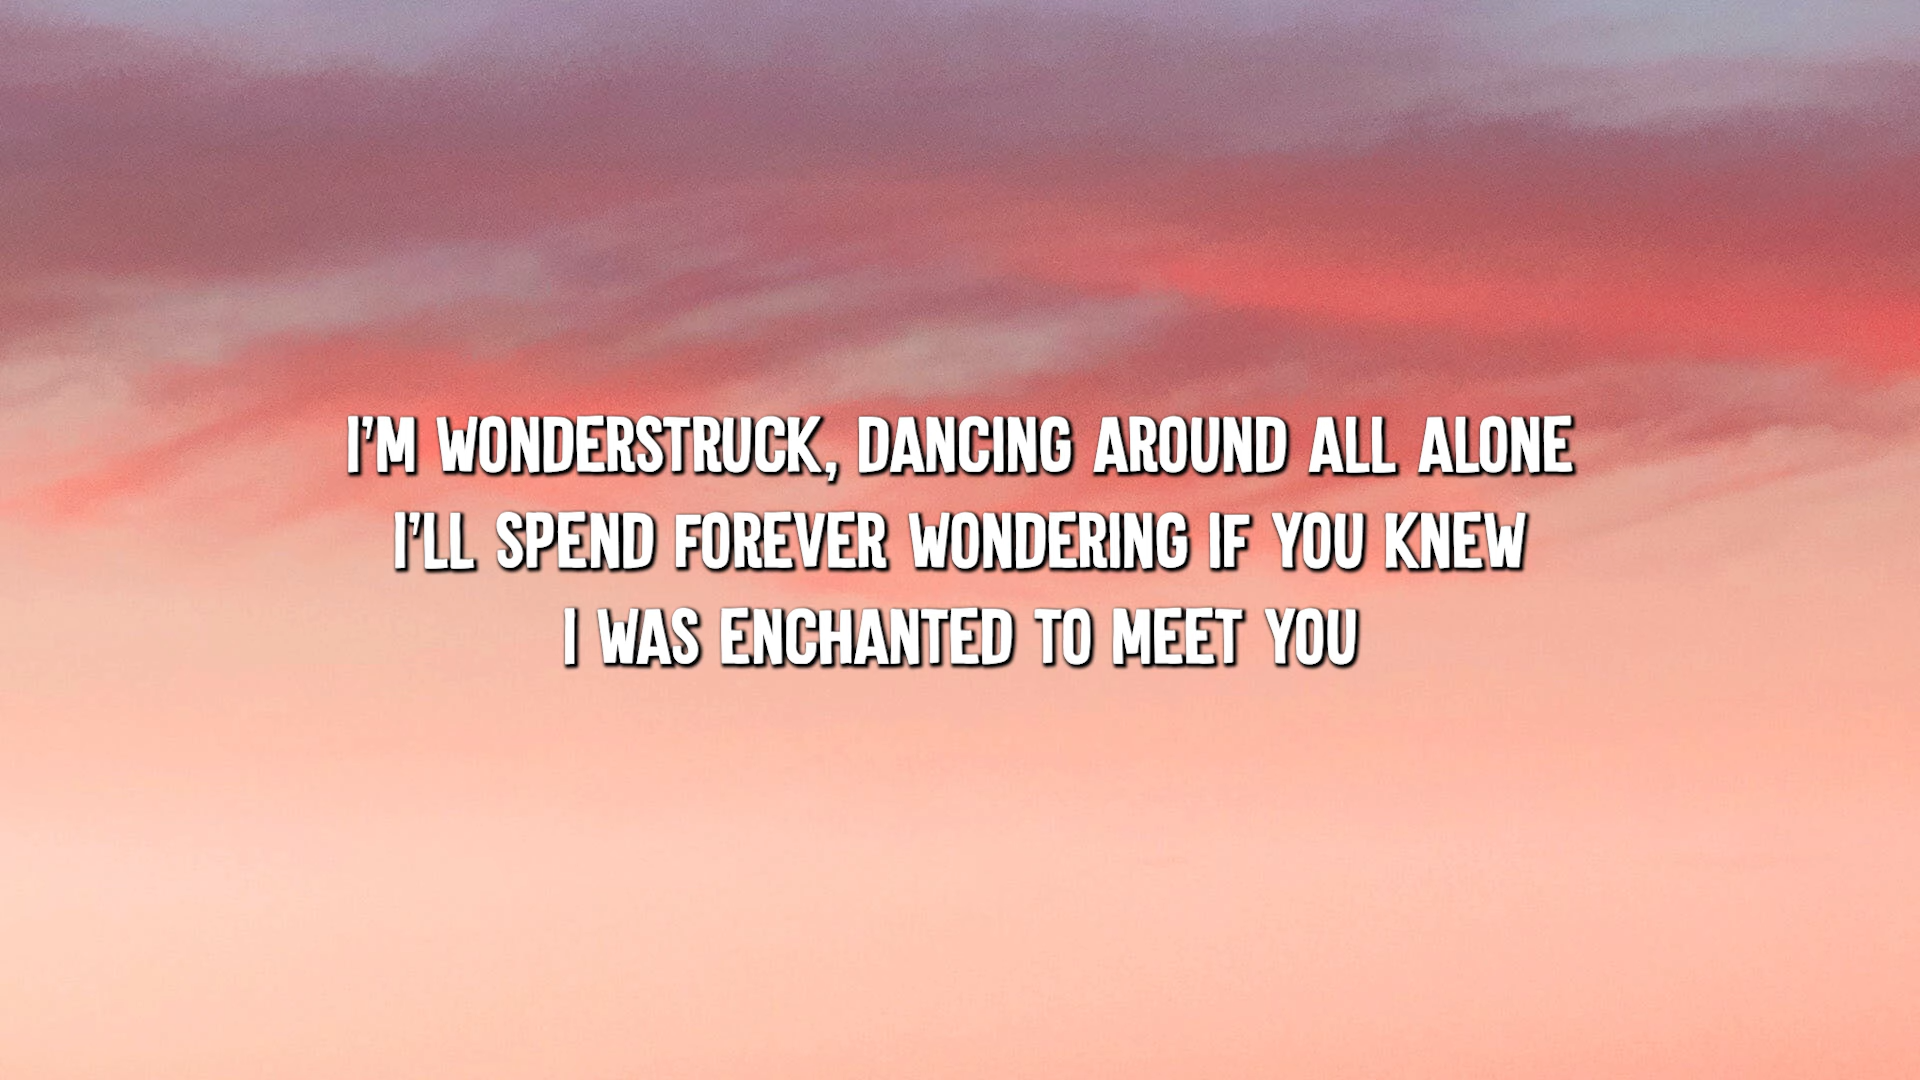 I'M WONDERSTRUCK, DANCING AROUND ALL ALONE
I'LL SPEND FOREVER WONDERING IF YOU KNEW
I WAS ENCHANTED TO MEET YOU